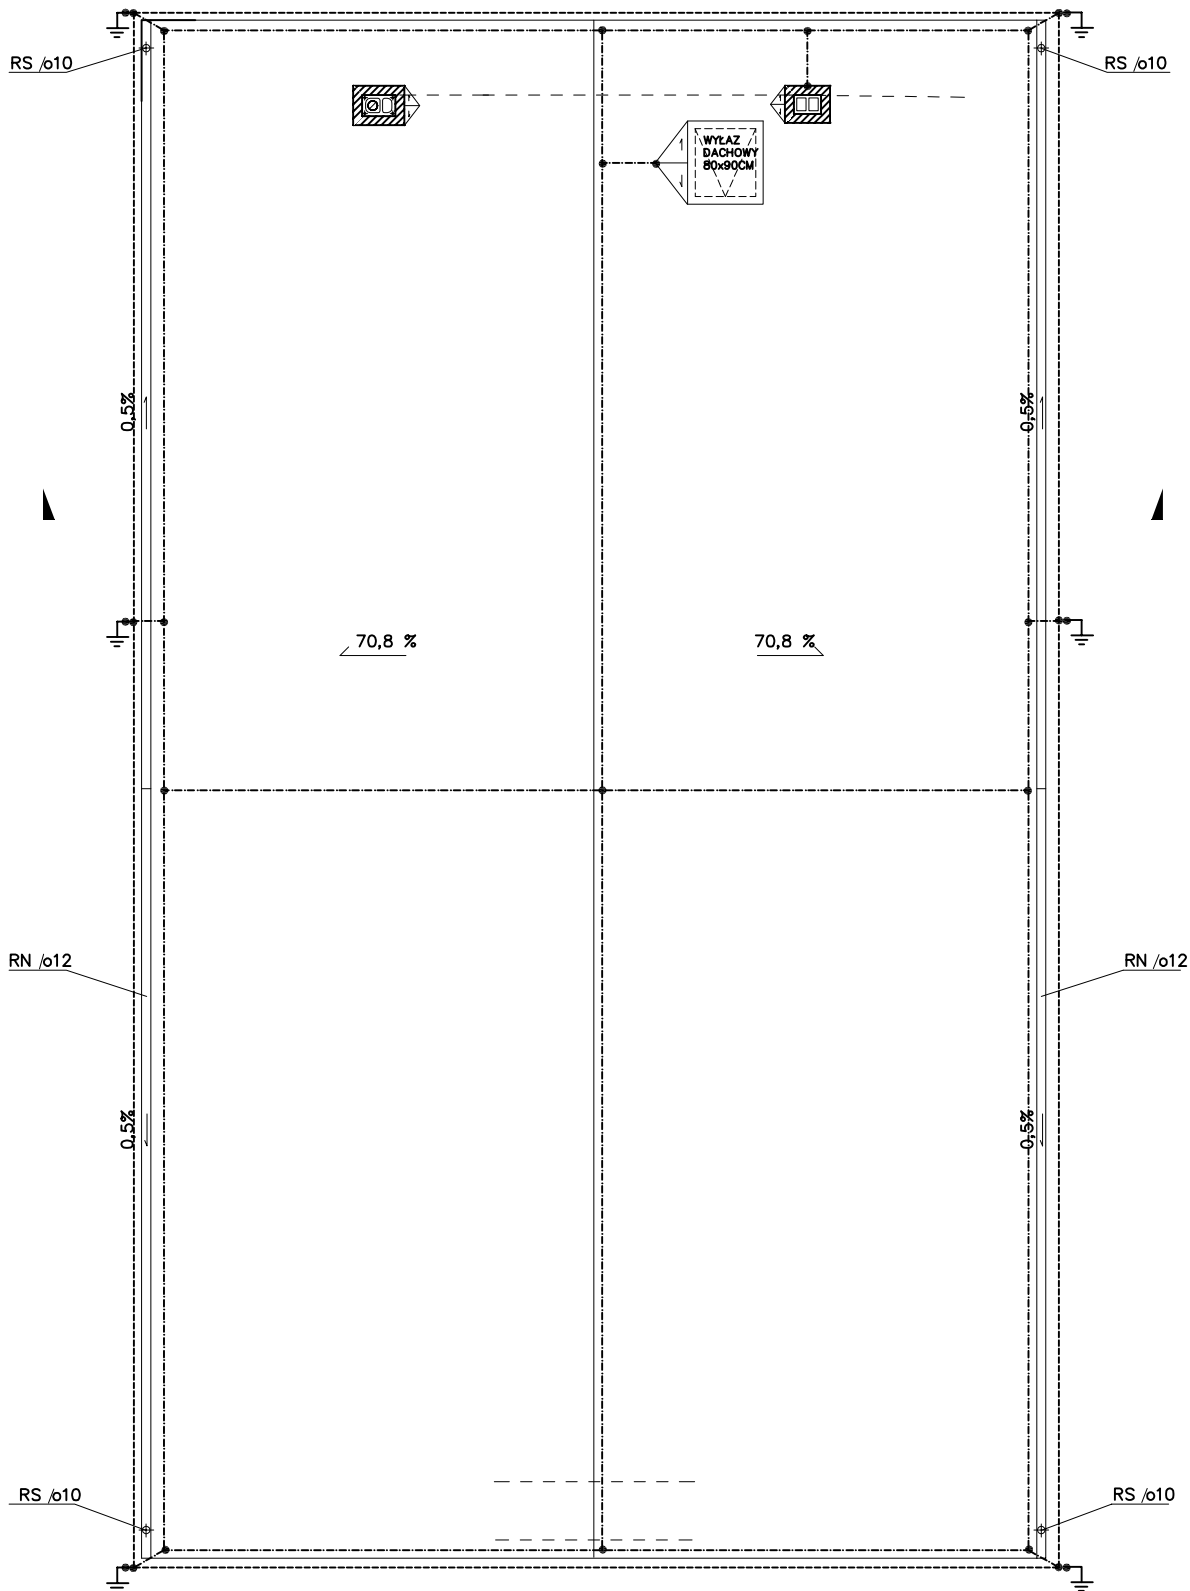 RS /o10
RS /o10
WYŁAZ
DACHOWY
80x90CM
0,5%
0,5%
70,8 %
70,8 %
RN /o12
RN /o12
0,5%
0,5%
RS /o10
RS /o10